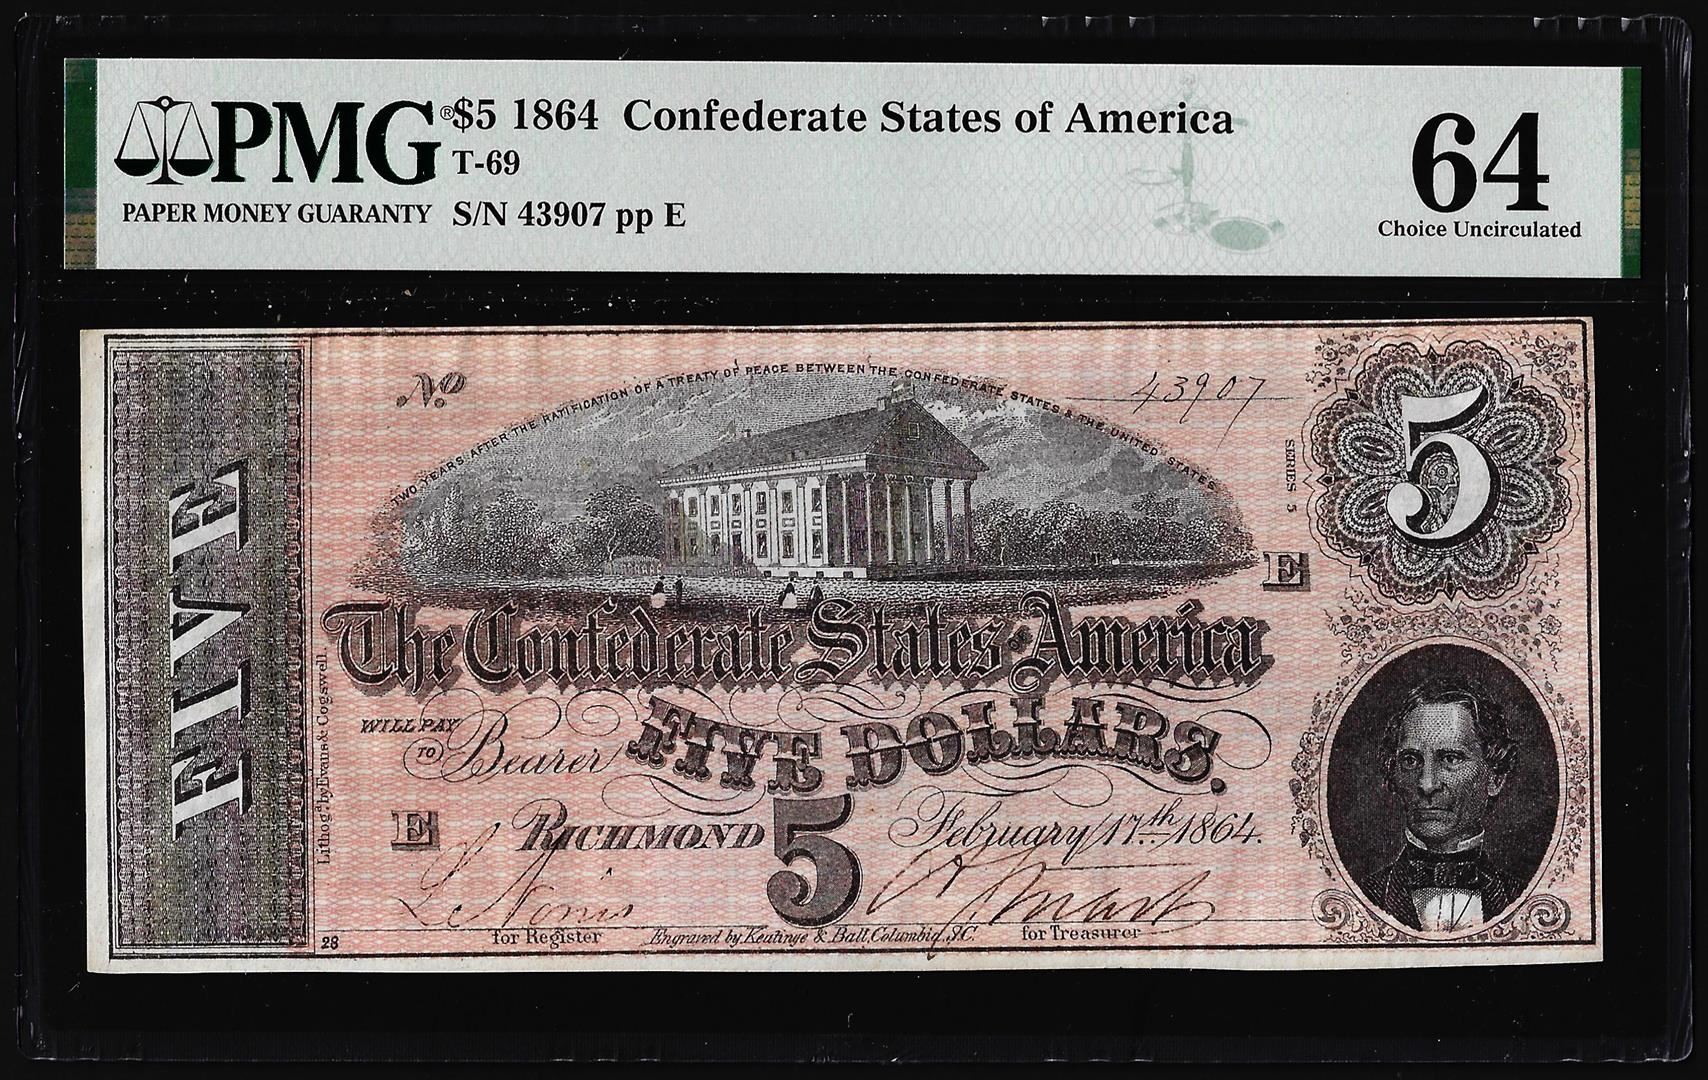 PMG® $5 1864 Confederate States of America
T-69
PAPER MONEY GUARANTY S/N 43907 pp E
64
Choice Uncirculated
No 43907
TWO YEARS AFTER THE RATIFICATION OF A TREATY OF PEACE BETWEEN THE CONFEDERATE STATES & THE UNITED STATES
SERIES 5
5
FIVE
E
The Confederate States of America
WILL PAY TO Bearer FIVE DOLLARS.
Lithog'd by Evans & Cogswell
E
RICHMOND 5 February 17th 1864.
for Register
for Treasurer
28
Engraved by Keatinge & Ball, Columbia, S.C.